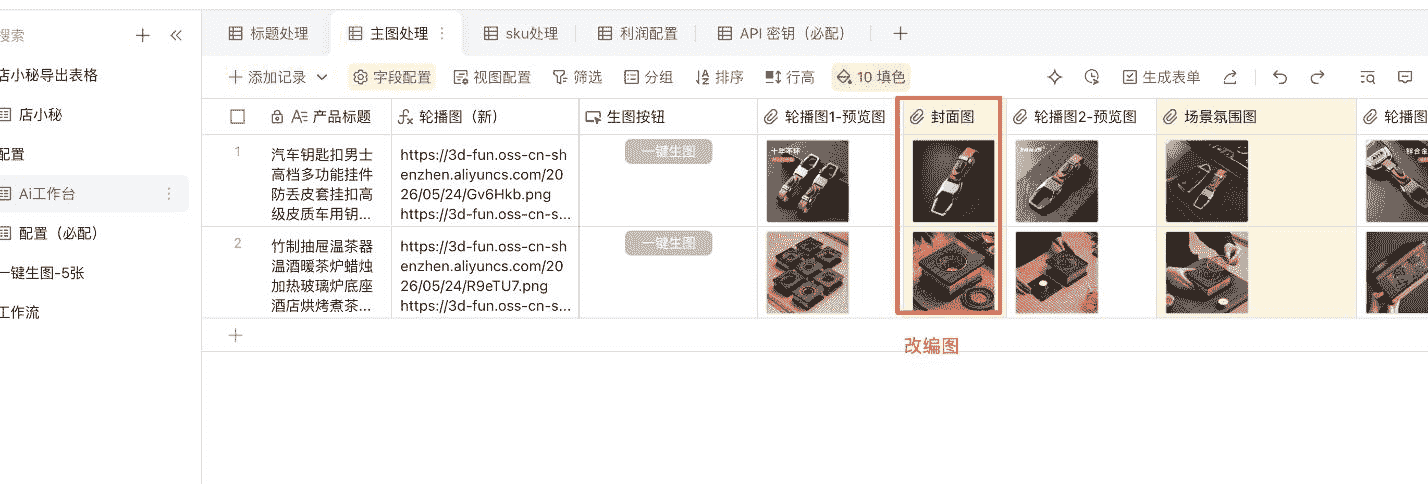 搜索
店小秘导出表格
店小秘
配置
Ai工作台
配置（必配）
一键生图-5张
工作流
标题处理
主图处理
sku处理
利润配置
API 密钥（必配）
添加记录
字段配置
视图配置
筛选
分组
排序
行高
10 填色
生成表单
产品标题
轮播图（新）
生图按钮
轮播图1-预览图
封面图
轮播图2-预览图
场景氛围图
轮播图
1
汽车钥匙扣男士
高档多功能挂件
防丢皮套挂扣高
级皮质车用钥...
https://3d-fun.oss-cn-sh
enzhen.aliyuncs.com/20
26/05/24/Gv6Hkb.png
https://3d-fun.oss-cn-s...
一键生图
十年不坏
2
竹制抽屉温茶器
温酒暖茶炉蜡烛
加热玻璃炉底座
酒店烘烤煮茶...
https://3d-fun.oss-cn-sh
enzhen.aliyuncs.com/20
26/05/24/R9eTU7.png
https://3d-fun.oss-cn-s...
一键生图
改编图